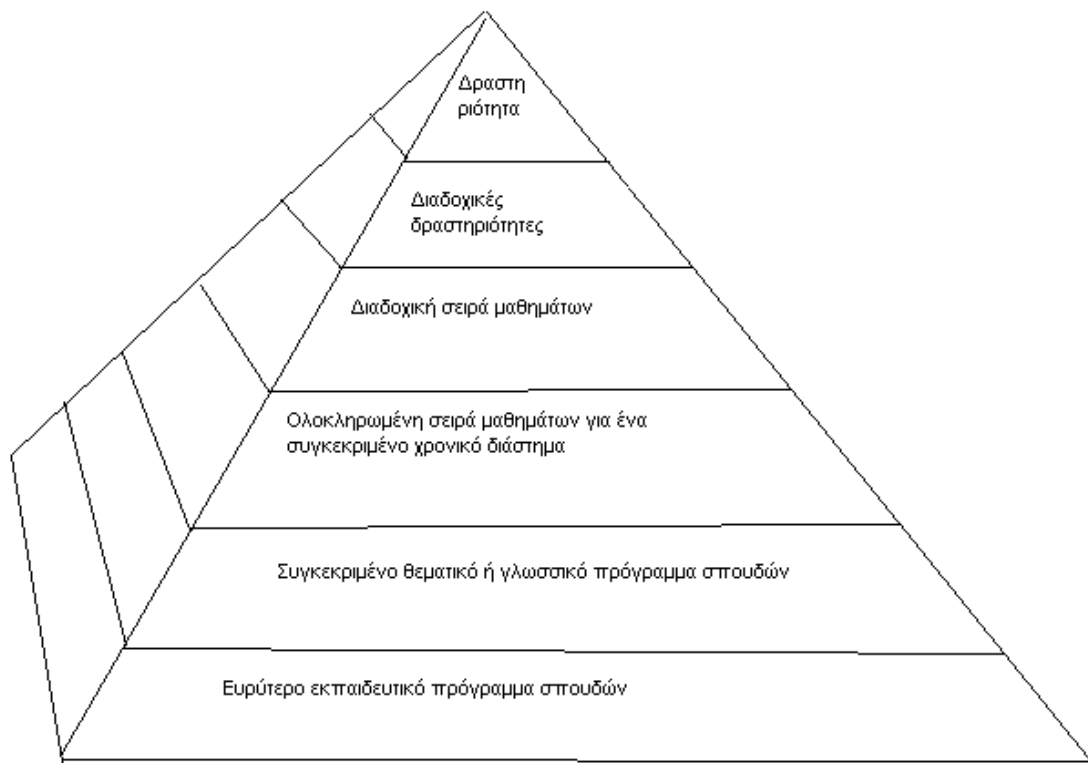 Δραστη
ριότητα
Διαδοχικές
δραστηριότητες
Διαδοχική σειρά μαθημάτων
Ολοκληρωμένη σειρά μαθημάτων για ένα
συγκεκριμένο χρονικό διάστημα
Συγκεκριμένο θεματικό ή γλωσσικό πρόγραμμα σπουδών
Ευρύτερο εκπαιδευτικό πρόγραμμα σπουδών